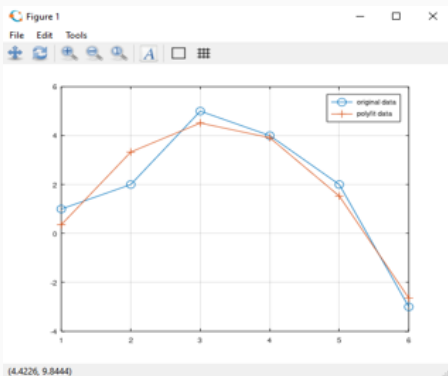 Figure 1
File Edit Tools
A
original data
polyfit data
6
4
2
0
-2
-4
1 2 3 4 5 6
(4.4226, 9.8444)